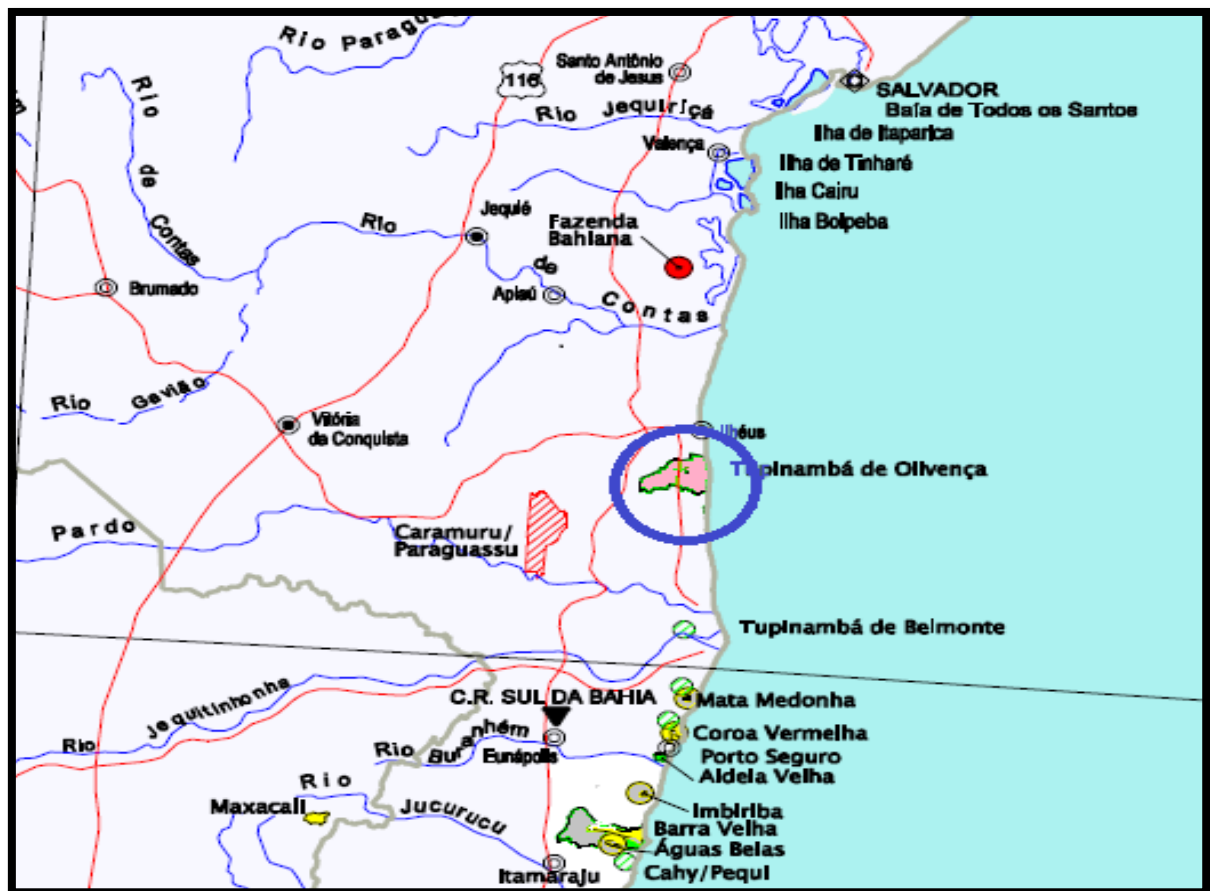 Rio Paragua
116
Santo Antônio
de Jesus
SALVADOR
Baía de Todos os Santos
Rio Jequiriçá
Ilha de Itaparica
Valença
Ilha de Tinharé
Ilha Cairu
Ilha Boipeba
Rio de Contas
Jequié
Rio de Contas
Fazenda
Bahiana
Brumado
Apiaú
Rio Gavião
Vitória
da Conquista
Ilhéus
Tupinambá de Olivença
Pardo
Caramuru/
Paraguassu
Tupinambá de Belmonte
C.R. SUL DA BAHIA
Mata Medonha
Rio Jequitinhonha
Coroa Vermelha
Rio Buranhém
Eunápolis
Porto Seguro
Aldeia Velha
Rio Jucurucu
Maxacali
Imbiriba
Barra Velha
Águas Belas
Itamaraju
Cahy/Pequi